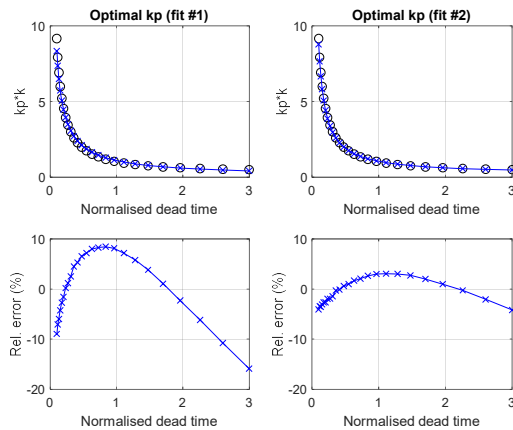 Optimal kp (fit #1)
kp*k
10
5
0
0 1 2 3
Normalised dead time
Optimal kp (fit #2)
kp*k
10
5
0
0 1 2 3
Normalised dead time
Rel. error (%)
10
0
-10
-20
0 1 2 3
Normalised dead time
Rel. error (%)
10
0
-10
-20
0 1 2 3
Normalised dead time